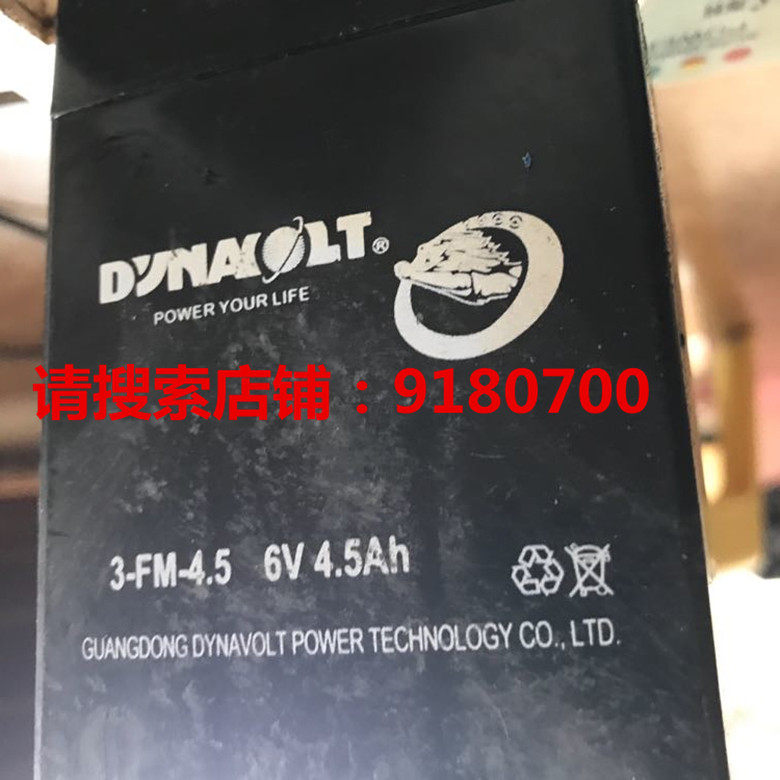 DYNAVOLT®
POWER YOUR LIFE
请搜索店铺：9180700
3-FM-4.5 6V 4.5Ah
GUANGDONG DYNAVOLT POWER TECHNOLOGY CO., LTD.